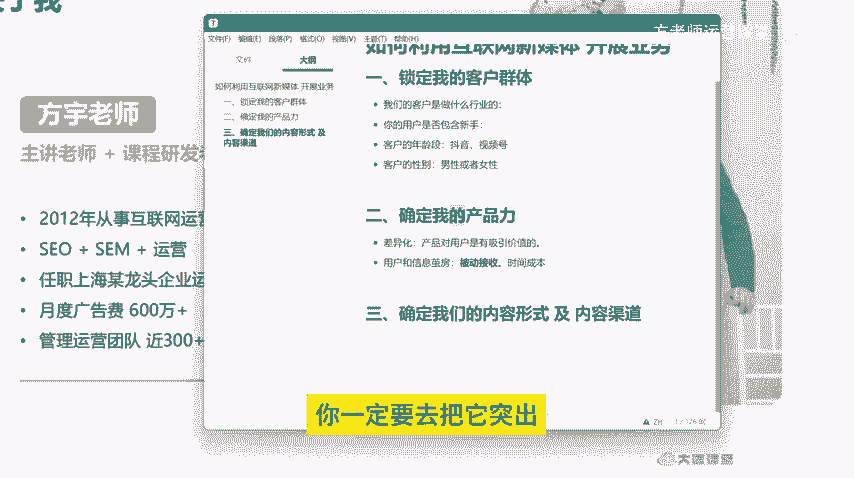 方老师运
文件(F) 编辑(E) 段落(P) 格式(O) 视图(V) 主题(T) 帮助(H)
文件 大纲
如何利用互联网新媒体 开展业务
一、锁定我的客户群体
二、确定我的产品力
三、确定我们的内容形式 及
内容渠道
如何利用互联网新媒体 开展业务
一、锁定我的客户群体
我们的客户是做什么行业的:
你的用户是否包含新手:
客户的年龄段: 抖音、视频号
客户的性别: 男性或者女性
二、确定我的产品力
差异化: 产品对用户是有吸引价值的。
用户和信息茧房: 被动接收。时间成本
三、确定我们的内容形式 及 内容渠道
方宇老师
主讲老师 + 课程研发
2012年从事互联网运营
SEO + SEM + 运营
任职上海某龙头企业运
月度广告费 600万+
管理运营团队 近300+
你一定要去把它突出